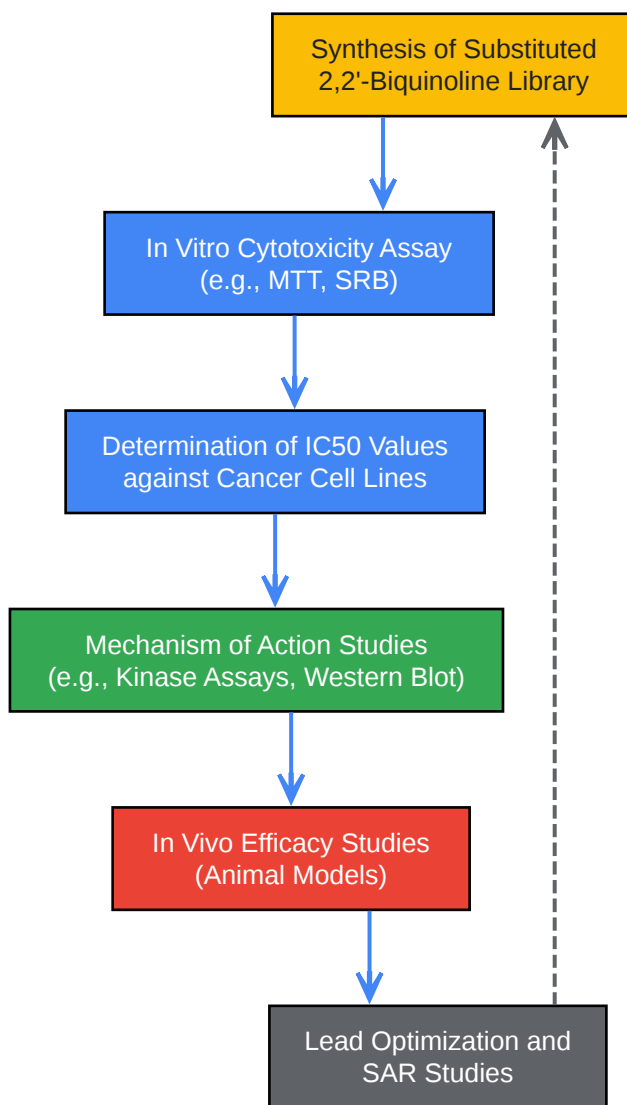 Synthesis of Substituted
2,2'-Biquinoline Library
In Vitro Cytotoxicity Assay
(e.g., MTT, SRB)
Determination of IC50 Values
against Cancer Cell Lines
Mechanism of Action Studies
(e.g., Kinase Assays, Western Blot)
In Vivo Efficacy Studies
(Animal Models)
Lead Optimization and
SAR Studies